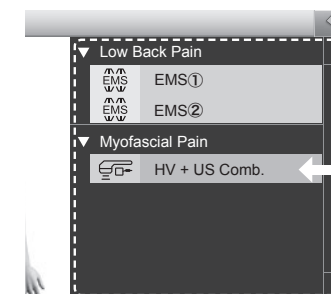 ▼ Low Back Pain
EMS EMS①
EMS EMS②
▼ Myofascial Pain
HV + US Comb.